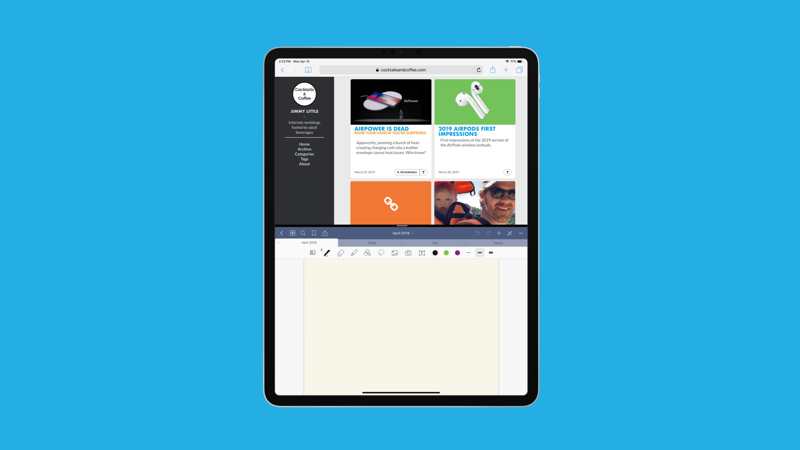 2:23 PM Mon Apr 15
11%
cocktailsandcoffee.com
Cocktails
&
Coffee
JIMMY LITTLE
Internet ramblings
fueled by adult
beverages
Home
Archive
Categories
Tags
About
AirPower
AIRPOWER IS DEAD
RAISE YOUR HAND IF YOU'RE SURPRISED
Apparently, jamming a bunch of heat-
creating charging coils into a leather
envelope causes heat issues. Who knew?
March 29, 2019
2019 AIRPODS FIRST
IMPRESSIONS
First impressions of the 2019 version of
the AirPods wireless earbuds.
March 28, 2019
April 2019
April 2019